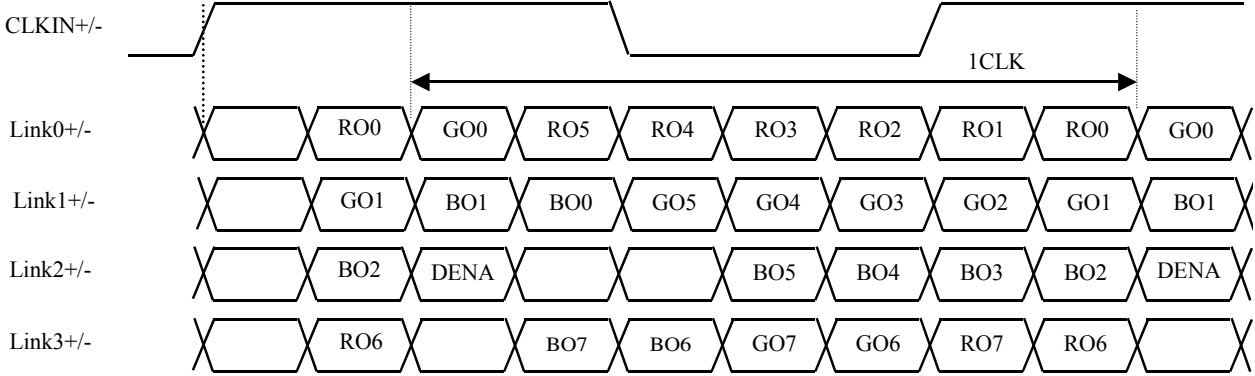 CLKIN+/-
1CLK
Link0+/- RO0 GO0 RO5 RO4 RO3 RO2 RO1 RO0 GO0
Link1+/- GO1 BO1 BO0 GO5 GO4 GO3 GO2 GO1 BO1
Link2+/- BO2 DENA BO5 BO4 BO3 BO2 DENA
Link3+/- RO6 BO7 BO6 GO7 GO6 RO7 RO6